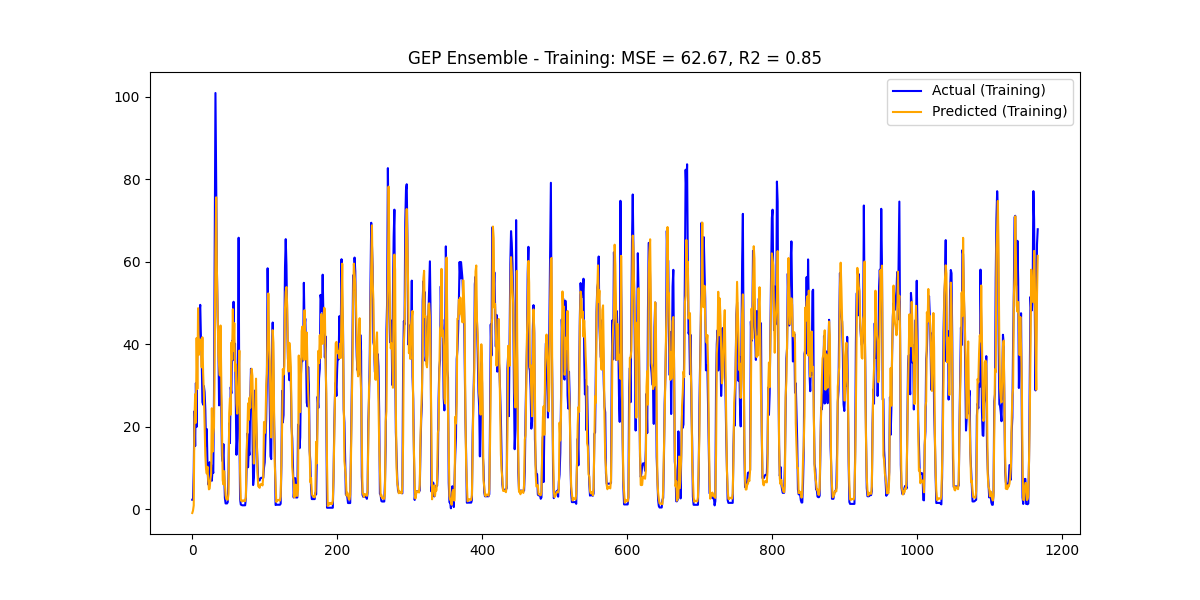 GEP Ensemble - Training: MSE = 62.67, R2 = 0.85
Actual (Training)
Predicted (Training)
100
80
60
40
20
0
0 200 400 600 800 1000 1200